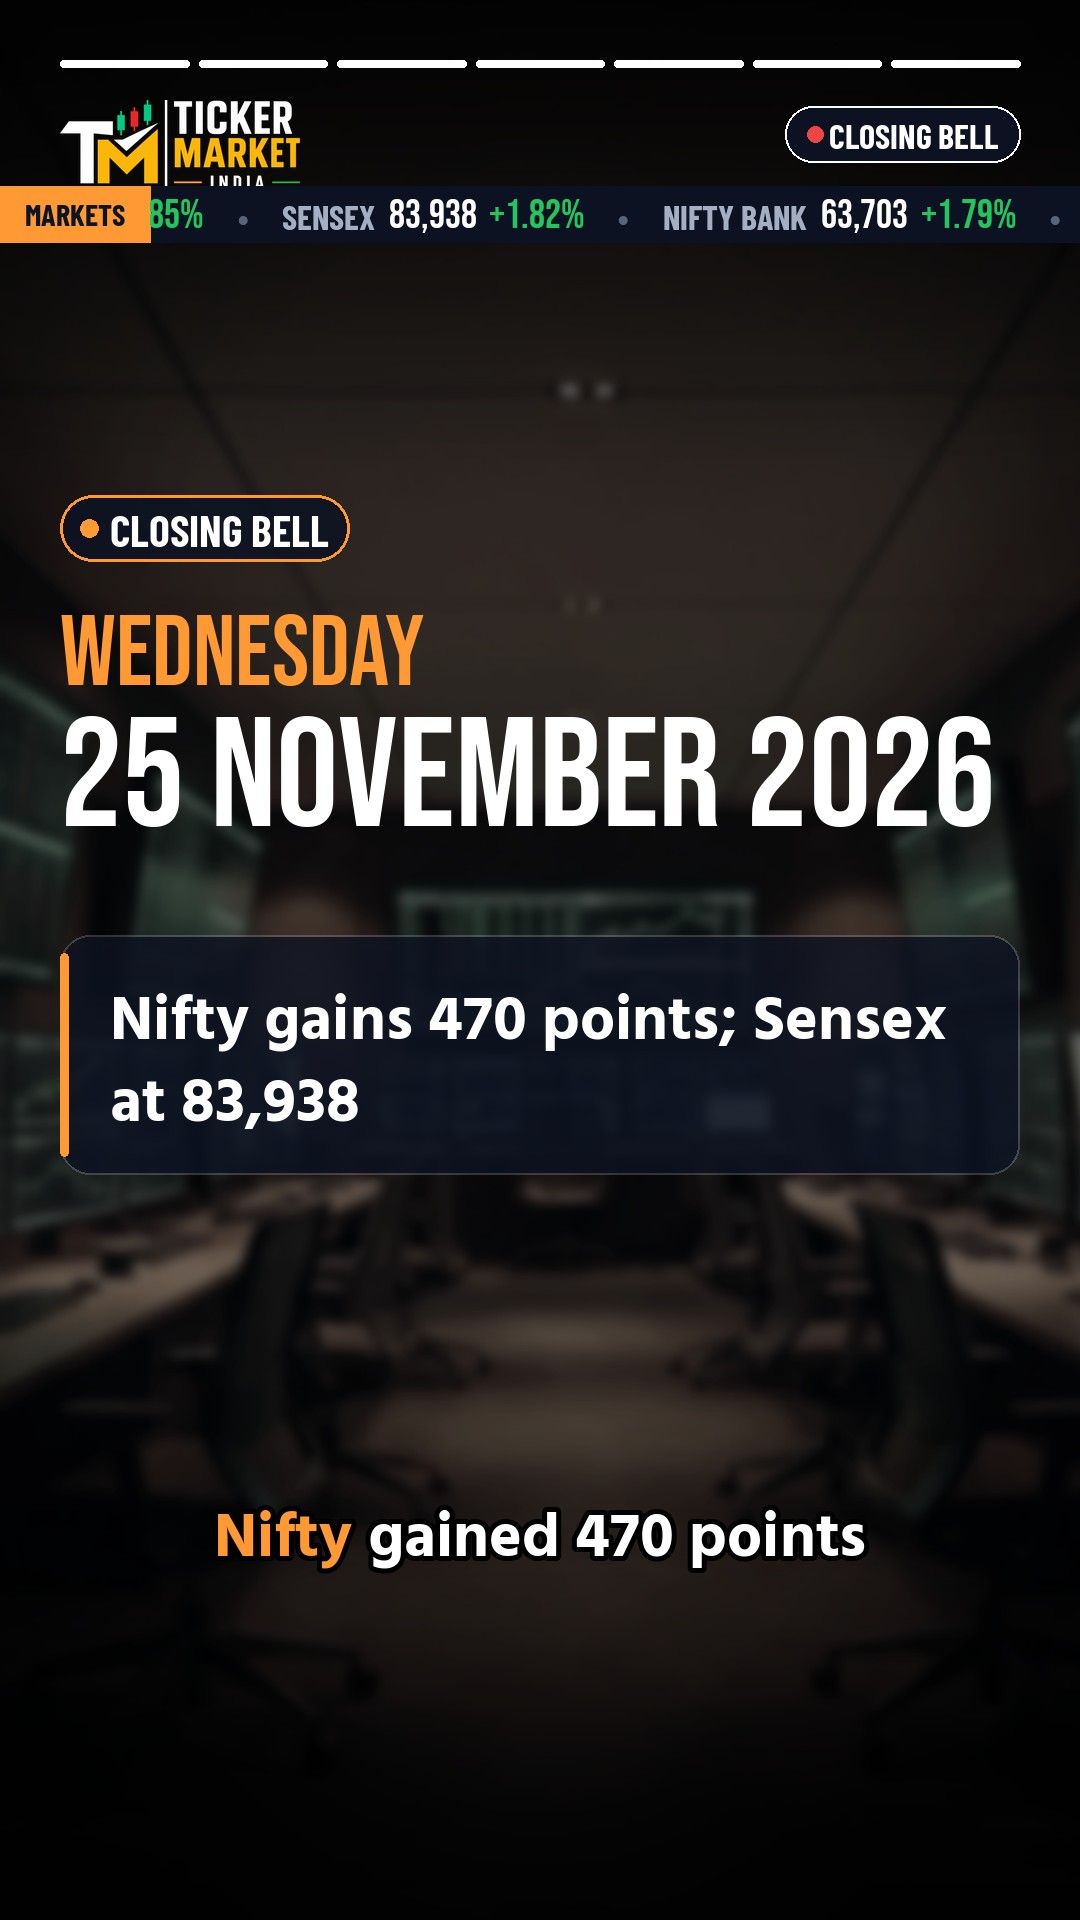 TM TICKER
MARKET
INDIA
CLOSING BELL
MARKETS 85% • SENSEX 83,938 +1.82% • NIFTY BANK 63,703 +1.79% •
CLOSING BELL
WEDNESDAY
25 NOVEMBER 2026
Nifty gains 470 points; Sensex
at 83,938
Nifty gained 470 points